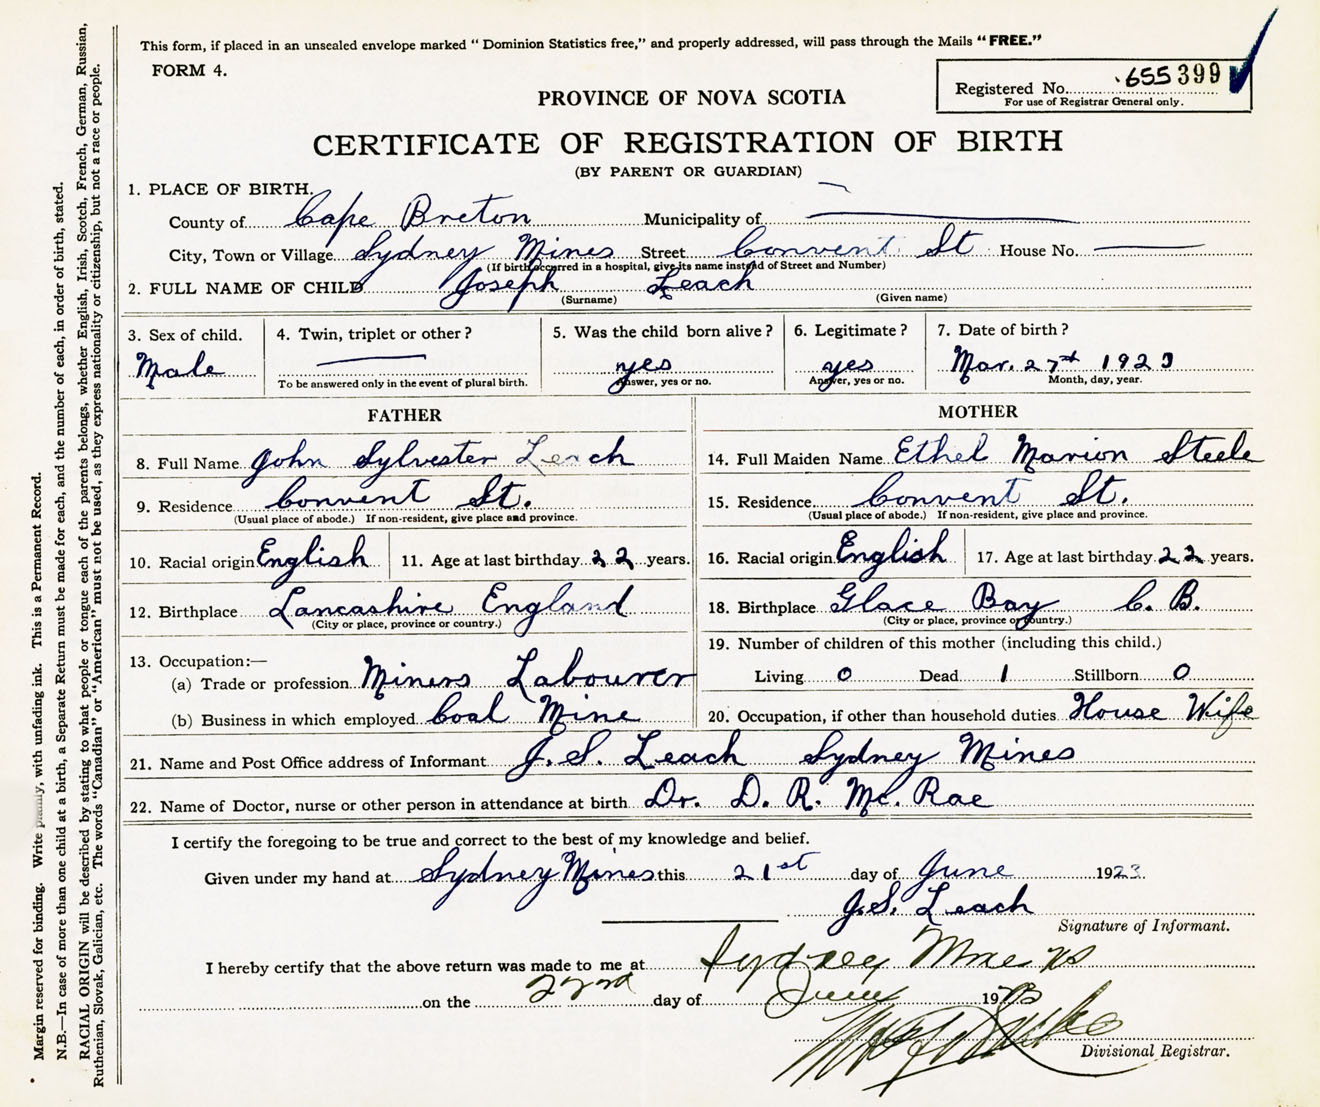 This form, if placed in an unsealed envelope marked "Dominion Statistics free," and properly addressed, will pass through the Mails "FREE."
FORM 4.
Registered No. 655399
For use of Registrar General only.
PROVINCE OF NOVA SCOTIA
CERTIFICATE OF REGISTRATION OF BIRTH
(BY PARENT OR GUARDIAN)
1. PLACE OF BIRTH.
County of Cape Breton Municipality of
City, Town or Village Sydney Mines Street Convent St House No.
(If birth occurred in a hospital, give its name instead of Street and Number)
2. FULL NAME OF CHILD Joseph Leach
(Surname) (Given name)
3. Sex of child. 4. Twin, triplet or other? 5. Was the child born alive? 6. Legitimate? 7. Date of birth?
Male yes yes Mar. 27th 1923
To be answered only in the event of plural birth. Answer, yes or no. Answer, yes or no. Month, day, year.
FATHER
8. Full Name John Sylvester Leach
9. Residence Convent St.
(Usual place of abode.) If non-resident, give place and province.
10. Racial origin English 11. Age at last birthday 22 years.
12. Birthplace Lancashire England
(City or place, province or country.)
13. Occupation:—
(a) Trade or profession Miners Labourer
(b) Business in which employed Coal Mine
MOTHER
14. Full Maiden Name Ethel Marion Steele
15. Residence Convent St.
(Usual place of abode.) If non-resident, give place and province.
16. Racial origin English 17. Age at last birthday 22 years.
18. Birthplace Glace Bay C. B.
(City or place, province or country.)
19. Number of children of this mother (including this child.)
Living 0 Dead 1 Stillborn 0
20. Occupation, if other than household duties House Wife
21. Name and Post Office address of Informant J. S. Leach Sydney Mines
22. Name of Doctor, nurse or other person in attendance at birth Dr. D. R. Mc. Rae
I certify the foregoing to be true and correct to the best of my knowledge and belief.
Given under my hand at Sydney Mines this 21st day of June 1923.
J. S. Leach
Signature of Informant.
I hereby certify that the above return was made to me at Sydney Mines
on the 22nd day of June 1923
Divisional Registrar.
Margin reserved for binding. Write plainly, with unfading ink. This is a Permanent Record.
N.B.—In case of more than one child at a birth, a Separate Return must be made for each, and the number of each, in order of birth, stated.
RACIAL ORIGIN will be described by stating to what people or tongue each of the parents belongs, whether English, Irish, Scotch, French, German, Russian,
Ruthenian, Slovak, Galician, etc. The words "Canadian" or "American" must not be used, as they express nationality or citizenship, but not a race or people.